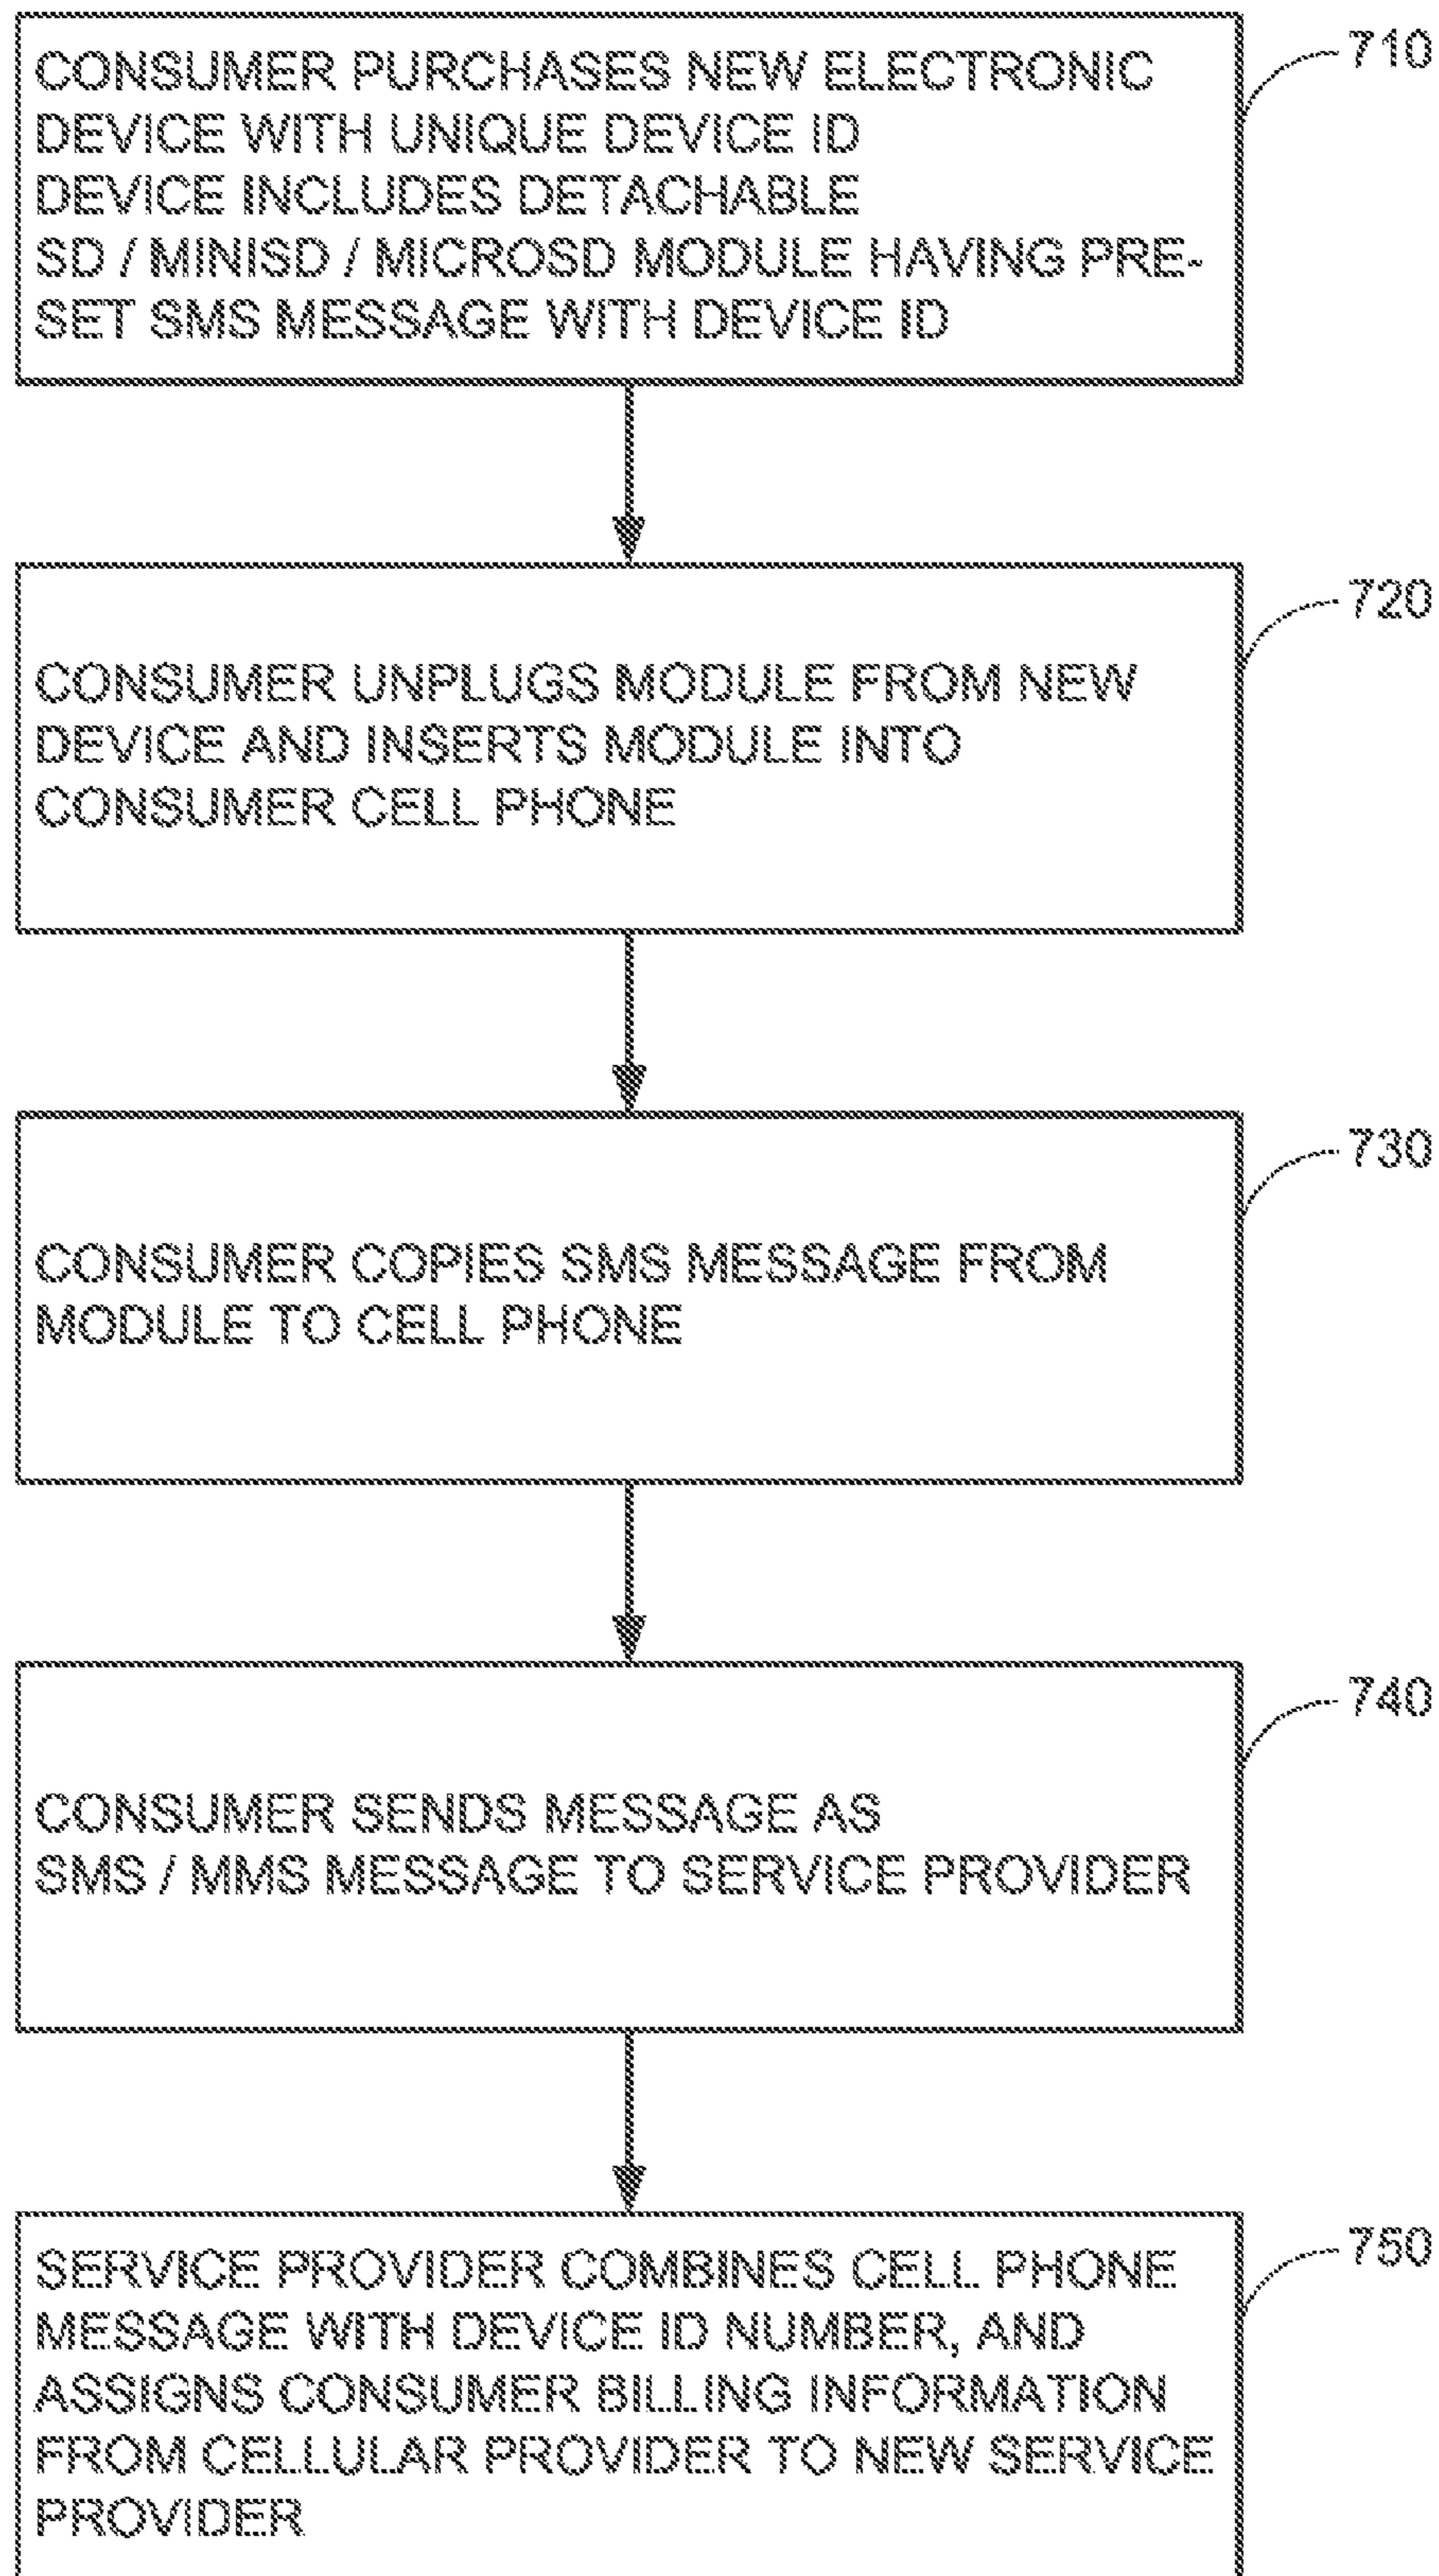 CONSUMER PURCHASES NEW ELECTRONIC
DEVICE WITH UNIQUE DEVICE ID
DEVICE INCLUDES DETACHABLE
SD / MINISD / MICROSD MODULE HAVING PRE-
SET SMS MESSAGE WITH DEVICE ID
710
CONSUMER UNPLUGS MODULE FROM NEW
DEVICE AND INSERTS MODULE INTO
CONSUMER CELL PHONE
720
CONSUMER COPIES SMS MESSAGE FROM
MODULE TO CELL PHONE
730
CONSUMER SENDS MESSAGE AS
SMS / MMS MESSAGE TO SERVICE PROVIDER
740
SERVICE PROVIDER COMBINES CELL PHONE
MESSAGE WITH DEVICE ID NUMBER, AND
ASSIGNS CONSUMER BILLING INFORMATION
FROM CELLULAR PROVIDER TO NEW SERVICE
PROVIDER
750